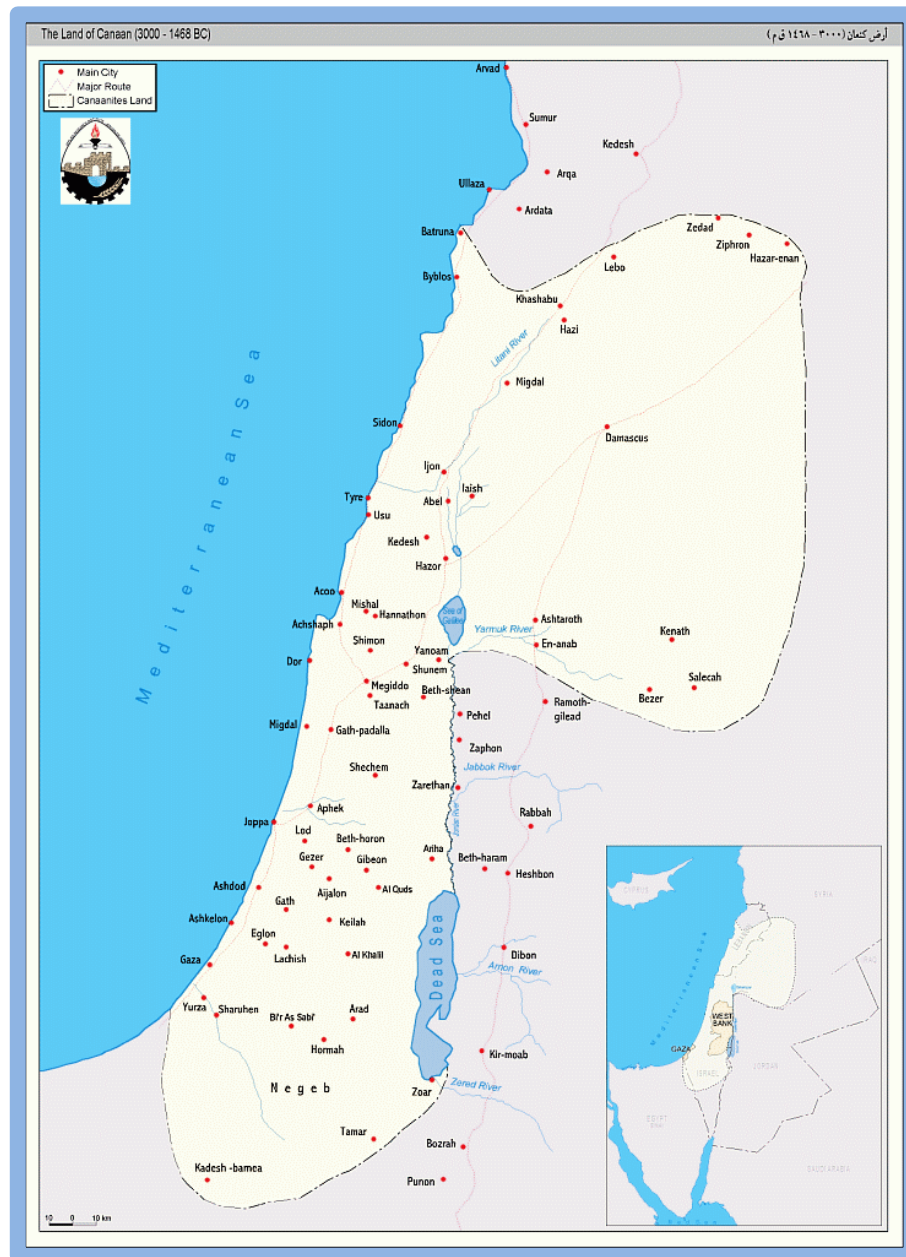 The Land of Canaan (3000 - 1468 BC)
أرض كنعان (٣٠٠٠ - ١٤٦٨ ق م)
Main City
Major Route
Canaanites Land
Arvad
Sumur
Kedesh
Arqa
Ullaza
Ardata
Batruna
Zedad
Ziphron
Hazar-enan
Lebo
Byblos
Khashabu
Hazi
Litani River
Migdal
Mediterranean Sea
Sidon
Damascus
Ijon
Iaish
Abel
Tyre
Usu
Kedesh
Hazor
Acoo
Mishal
Hannathon
Sea of
Galilee
Achshaph
Ashtaroth
Yarmuk River
Kenath
Shimon
En-anab
Yanoam
Dor
Shunem
Megiddo
Taanach
Beth-shean
Salecah
Bezer
Ramoth-
gilead
Pehel
Migdal
Gath-padalla
Zaphon
Shechem
Jabbok River
Zarethan
Aphek
Joppa
Rabbah
Lod
Beth-horon
Gezer
Gibeon
Ariha
Beth-haram
Heshbon
Ashdod
Aijalon
Al Quds
Gath
Ashkelon
Keilah
Eglon
Lachish
Al Khalil
Dead Sea
Dibon
Gaza
Arnon River
Yurza
Sharuhen
Bi'r As Sabi'
Arad
Hormah
Kir-moab
Negeb
Zoar
Zered River
Tamar
Bozrah
Kadesh -barnea
Punon
10 0 10 km
CYPRUS
SYRIA
LEBANON
IRAQ
Mediterranean
WEST
BANK
GAZA
ISRAEL
JORDAN
EGYPT
SAUDI ARABIA